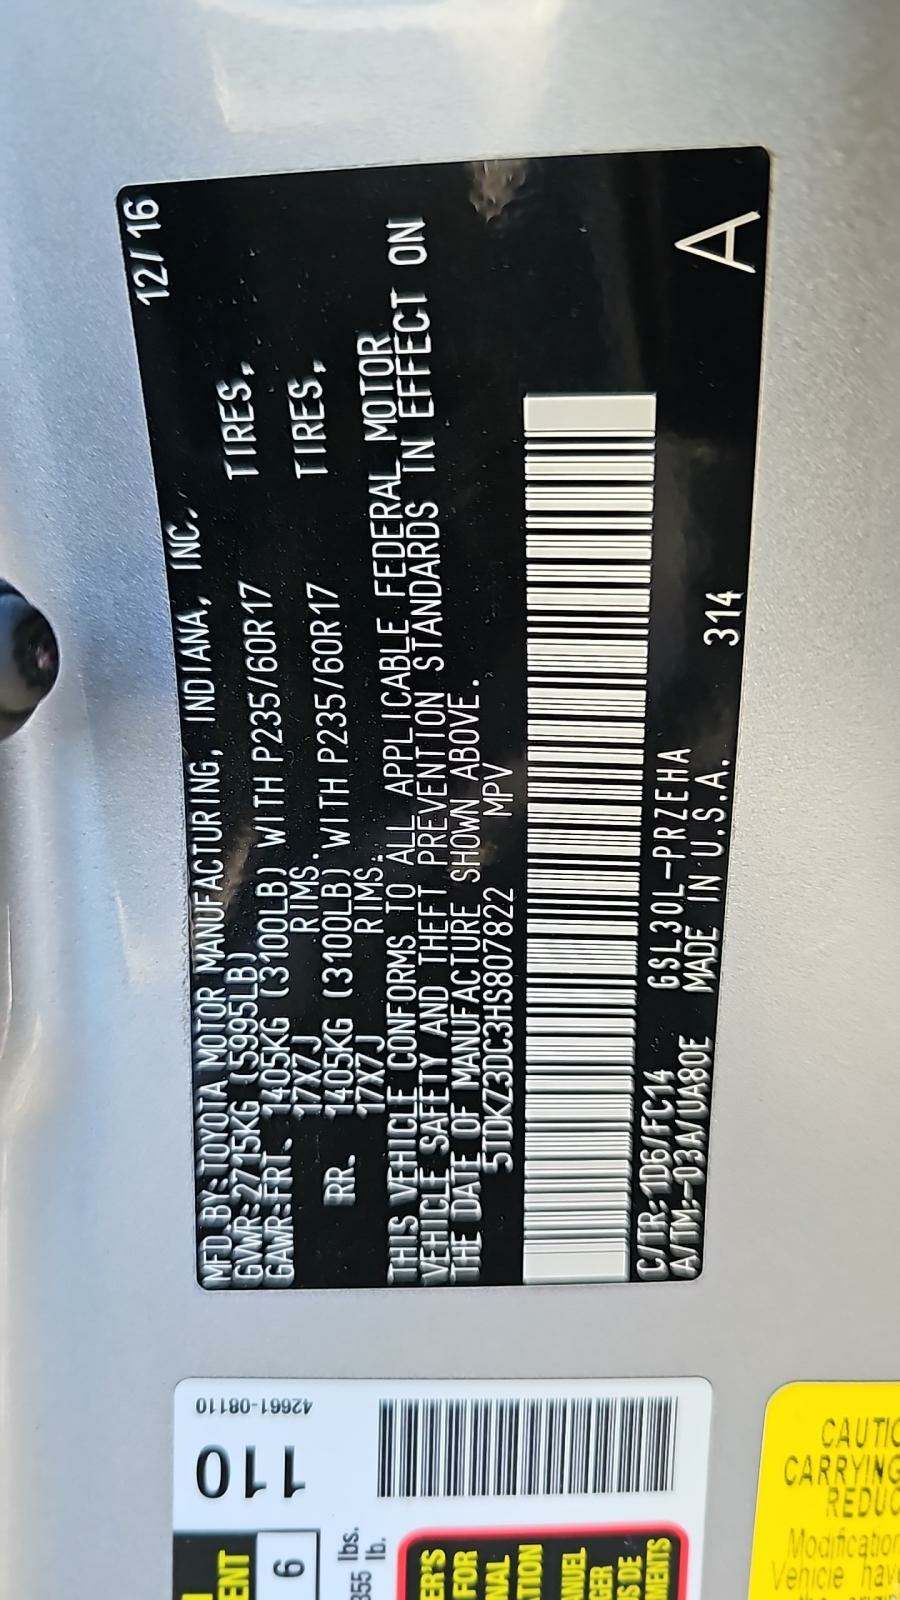 MFD.BY:TOYOTA MOTOR MANUFACTURING, INDIANA, INC. 12/16
GVWR:2715KG (5995LB)
GAWR:FRT. 1405KG (3100LB) WITH P235/60R17 TIRES,
17X7J RIMS.
RR. 1405KG (3100LB) WITH P235/60R17 TIRES,
17X7J RIMS.
THIS VEHICLE CONFORMS TO ALL APPLICABLE FEDERAL MOTOR
VEHICLE SAFETY AND THEFT PREVENTION STANDARDS IN EFFECT ON
THE DATE OF MANUFACTURE SHOWN ABOVE.
5TDKZ3DC3HS807822 MPV
C/TR:1D6/FC14 GSL30L-PRZEHA
A/TM:-03A/UA80E MADE IN U.S.A. 314 A
42661-08110
110
6
lbs.
355 lb.
FOR
CAUTIO
CARRYING
REDUC
Modification
Vehicle have